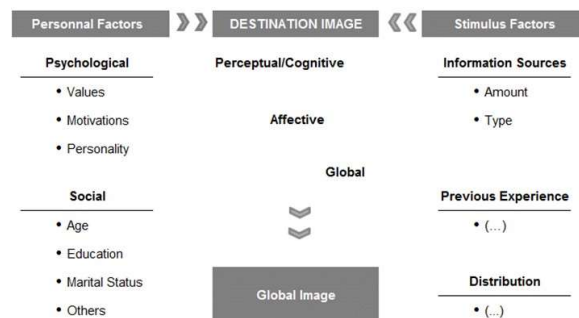 Personnal Factors
DESTINATION IMAGE
Stimulus Factors
Psychological
• Values
• Motivations
• Personality
Social
• Age
• Education
• Marital Status
• Others
Perceptual/Cognitive
Affective
Global
Global Image
Information Sources
• Amount
• Type
Previous Experience
• (...)
Distribution
• (...)